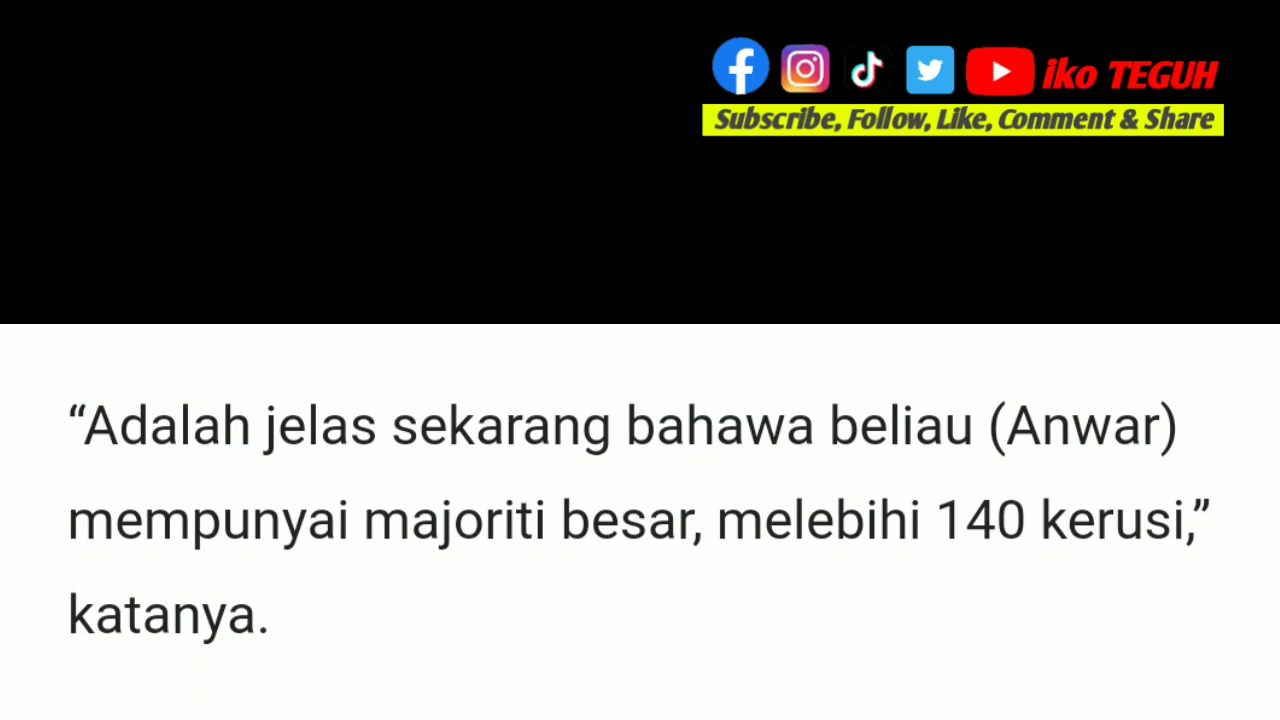 iko TEGUH
Subscribe, Follow, Like, Comment & Share
“Adalah jelas sekarang bahawa beliau (Anwar)
mempunyai majoriti besar, melebihi 140 kerusi,”
katanya.